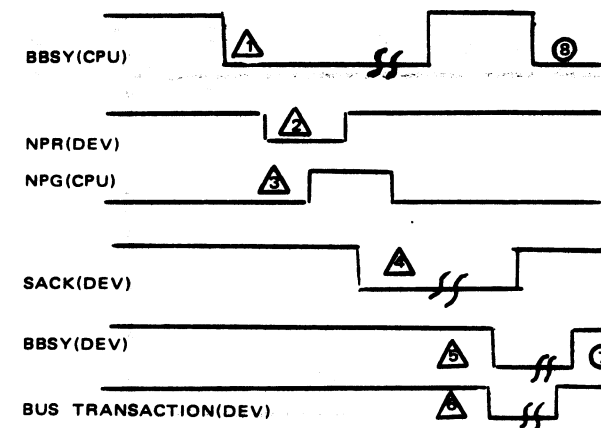 1
8
BBSY(CPU)
2
NPR(DEV)
NPG(CPU)
3
4
SACK(DEV)
BBSY(DEV)
5
6
BUS TRANSACTION(DEV)